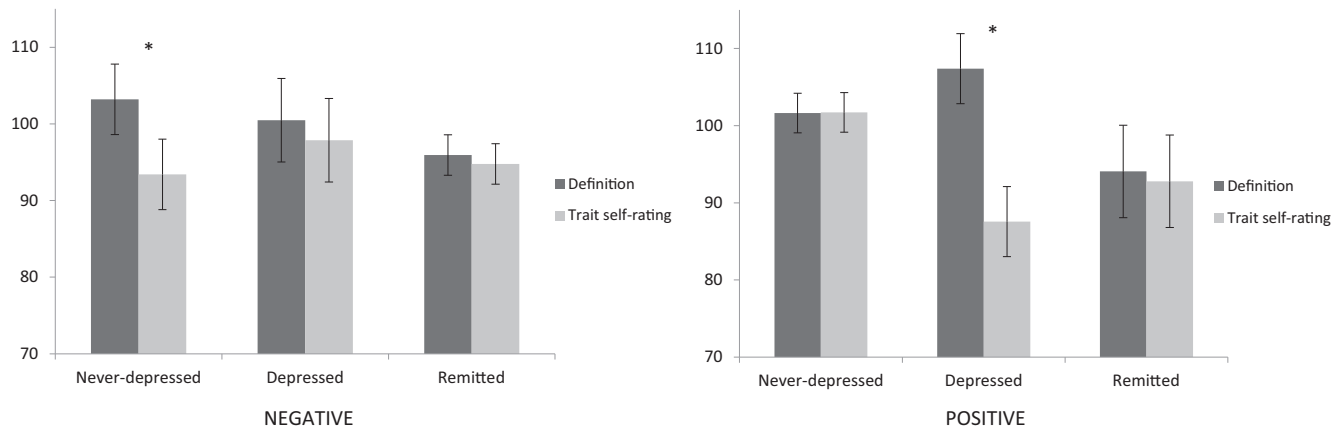 110
*
100
90
80
70
Never-depressed Depressed Remitted
NEGATIVE
Definition
Trait self-rating
110
*
100
90
80
70
Never-depressed Depressed Remitted
POSITIVE
Definition
Trait self-rating